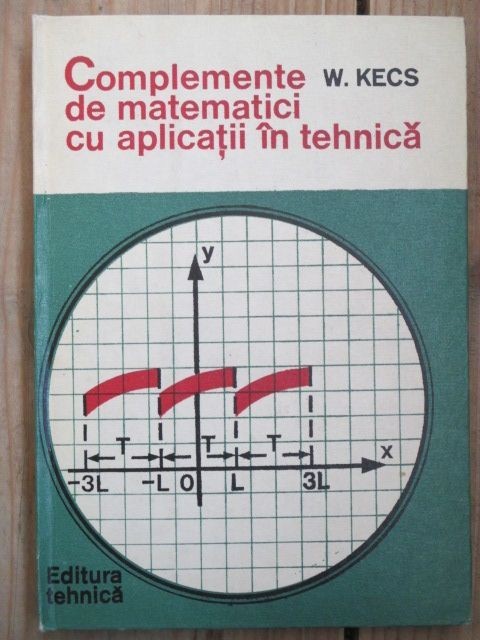 Complemente W. KECS
de matematici
cu aplicații în tehnică
y
T T T
x
-3L -L O L 3L
Editura
tehnică